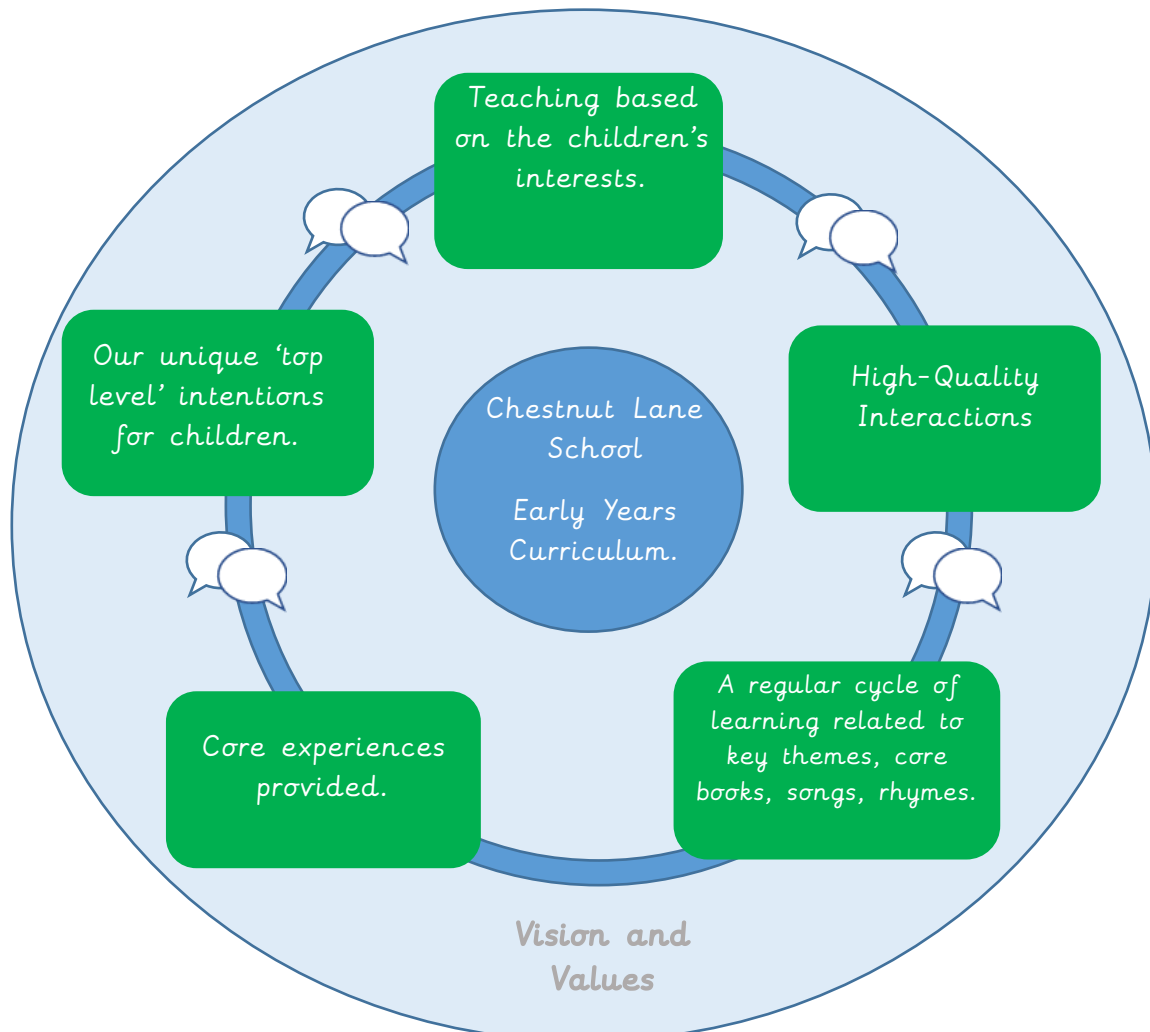 Teaching based
on the children’s
interests.
Our unique ‘top
level’ intentions
for children.
High-Quality
Interactions
Chestnut Lane
School
Early Years
Curriculum.
Core experiences
provided.
A regular cycle of
learning related to
key themes, core
books, songs, rhymes.
Vision and
Values